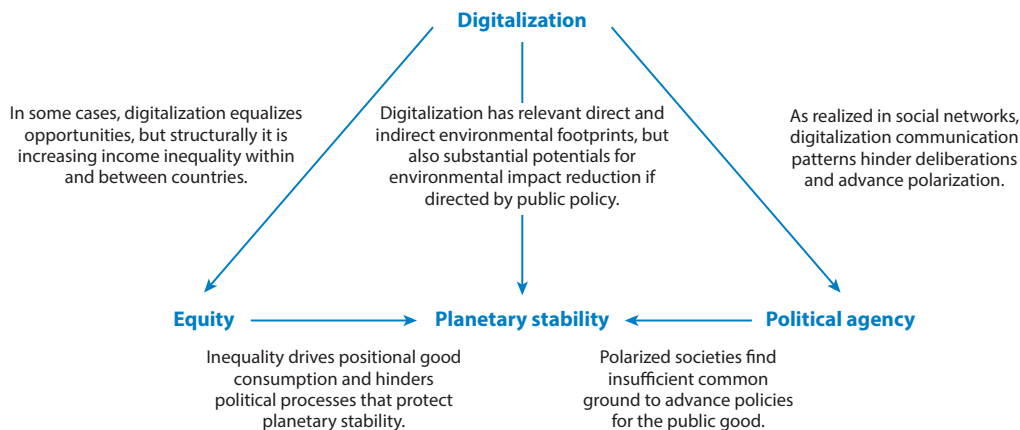 Digitalization
In some cases, digitalization equalizes
opportunities, but structurally it is
increasing income inequality within
and between countries.
Digitalization has relevant direct and
indirect environmental footprints, but
also substantial potentials for
environmental impact reduction if
directed by public policy.
As realized in social networks,
digitalization communication
patterns hinder deliberations
and advance polarization.
Equity
Planetary stability
Political agency
Inequality drives positional good
consumption and hinders
political processes that protect
planetary stability.
Polarized societies find
insufficient common
ground to advance policies
for the public good.